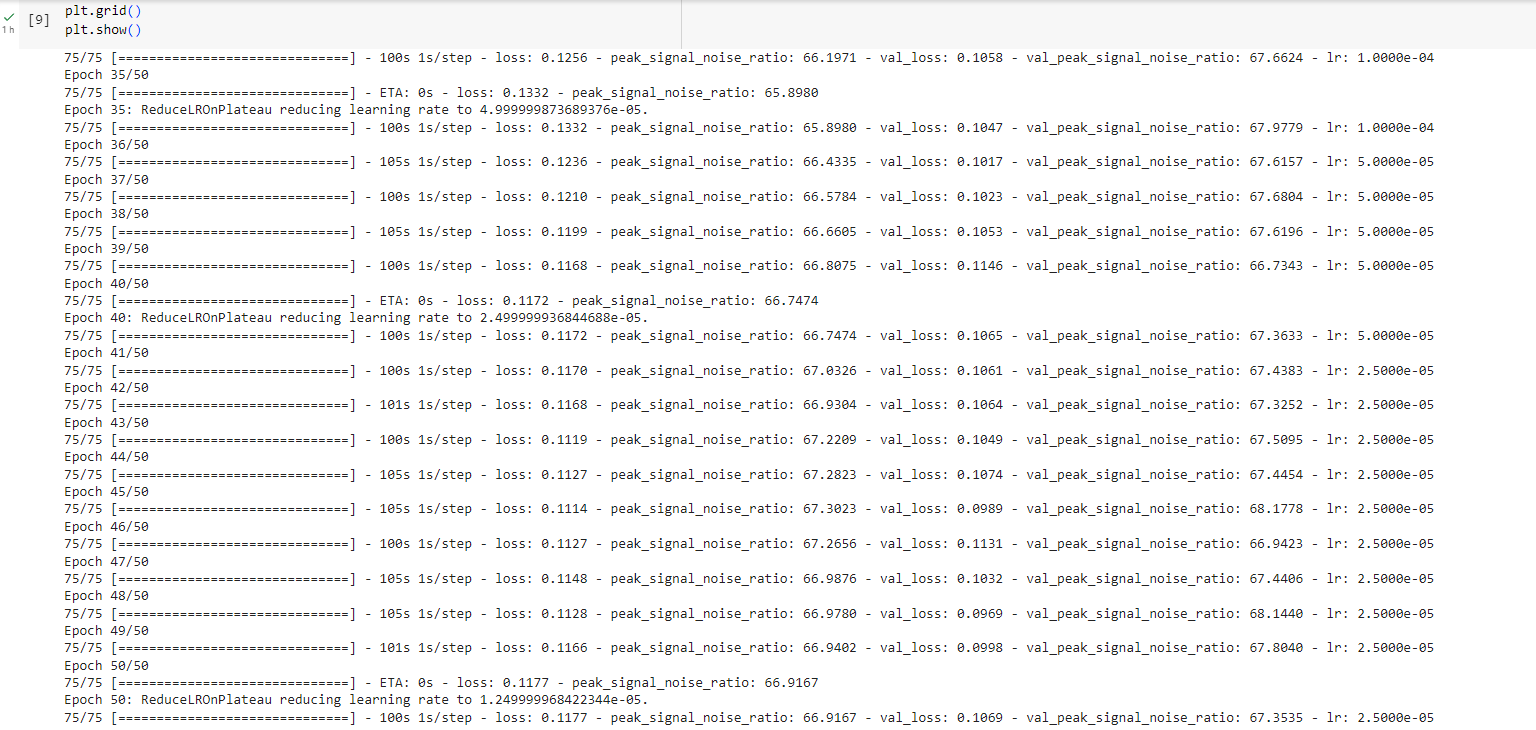 [9]
1h
plt.grid()
plt.show()
75/75 [==============================] - 100s 1s/step - loss: 0.1256 - peak_signal_noise_ratio: 66.1971 - val_loss: 0.1058 - val_peak_signal_noise_ratio: 67.6624 - lr: 1.0000e-04
Epoch 35/50
75/75 [==============================] - ETA: 0s - loss: 0.1332 - peak_signal_noise_ratio: 65.8980
Epoch 35: ReduceLROnPlateau reducing learning rate to 4.999999873689376e-05.
75/75 [==============================] - 100s 1s/step - loss: 0.1332 - peak_signal_noise_ratio: 65.8980 - val_loss: 0.1047 - val_peak_signal_noise_ratio: 67.9779 - lr: 1.0000e-04
Epoch 36/50
75/75 [==============================] - 105s 1s/step - loss: 0.1236 - peak_signal_noise_ratio: 66.4335 - val_loss: 0.1017 - val_peak_signal_noise_ratio: 67.6157 - lr: 5.0000e-05
Epoch 37/50
75/75 [==============================] - 100s 1s/step - loss: 0.1210 - peak_signal_noise_ratio: 66.5784 - val_loss: 0.1023 - val_peak_signal_noise_ratio: 67.6804 - lr: 5.0000e-05
Epoch 38/50
75/75 [==============================] - 105s 1s/step - loss: 0.1199 - peak_signal_noise_ratio: 66.6605 - val_loss: 0.1053 - val_peak_signal_noise_ratio: 67.6196 - lr: 5.0000e-05
Epoch 39/50
75/75 [==============================] - 100s 1s/step - loss: 0.1168 - peak_signal_noise_ratio: 66.8075 - val_loss: 0.1146 - val_peak_signal_noise_ratio: 66.7343 - lr: 5.0000e-05
Epoch 40/50
75/75 [==============================] - ETA: 0s - loss: 0.1172 - peak_signal_noise_ratio: 66.7474
Epoch 40: ReduceLROnPlateau reducing learning rate to 2.499999936844688e-05.
75/75 [==============================] - 100s 1s/step - loss: 0.1172 - peak_signal_noise_ratio: 66.7474 - val_loss: 0.1065 - val_peak_signal_noise_ratio: 67.3633 - lr: 5.0000e-05
Epoch 41/50
75/75 [==============================] - 100s 1s/step - loss: 0.1170 - peak_signal_noise_ratio: 67.0326 - val_loss: 0.1061 - val_peak_signal_noise_ratio: 67.4383 - lr: 2.5000e-05
Epoch 42/50
75/75 [==============================] - 101s 1s/step - loss: 0.1168 - peak_signal_noise_ratio: 66.9304 - val_loss: 0.1064 - val_peak_signal_noise_ratio: 67.3252 - lr: 2.5000e-05
Epoch 43/50
75/75 [==============================] - 100s 1s/step - loss: 0.1119 - peak_signal_noise_ratio: 67.2209 - val_loss: 0.1049 - val_peak_signal_noise_ratio: 67.5095 - lr: 2.5000e-05
Epoch 44/50
75/75 [==============================] - 105s 1s/step - loss: 0.1127 - peak_signal_noise_ratio: 67.2823 - val_loss: 0.1074 - val_peak_signal_noise_ratio: 67.4454 - lr: 2.5000e-05
Epoch 45/50
75/75 [==============================] - 105s 1s/step - loss: 0.1114 - peak_signal_noise_ratio: 67.3023 - val_loss: 0.0989 - val_peak_signal_noise_ratio: 68.1778 - lr: 2.5000e-05
Epoch 46/50
75/75 [==============================] - 100s 1s/step - loss: 0.1127 - peak_signal_noise_ratio: 67.2656 - val_loss: 0.1131 - val_peak_signal_noise_ratio: 66.9423 - lr: 2.5000e-05
Epoch 47/50
75/75 [==============================] - 105s 1s/step - loss: 0.1148 - peak_signal_noise_ratio: 66.9876 - val_loss: 0.1032 - val_peak_signal_noise_ratio: 67.4406 - lr: 2.5000e-05
Epoch 48/50
75/75 [==============================] - 105s 1s/step - loss: 0.1128 - peak_signal_noise_ratio: 66.9780 - val_loss: 0.0969 - val_peak_signal_noise_ratio: 68.1440 - lr: 2.5000e-05
Epoch 49/50
75/75 [==============================] - 101s 1s/step - loss: 0.1166 - peak_signal_noise_ratio: 66.9402 - val_loss: 0.0998 - val_peak_signal_noise_ratio: 67.8040 - lr: 2.5000e-05
Epoch 50/50
75/75 [==============================] - ETA: 0s - loss: 0.1177 - peak_signal_noise_ratio: 66.9167
Epoch 50: ReduceLROnPlateau reducing learning rate to 1.249999968422344e-05.
75/75 [==============================] - 100s 1s/step - loss: 0.1177 - peak_signal_noise_ratio: 66.9167 - val_loss: 0.1069 - val_peak_signal_noise_ratio: 67.3535 - lr: 2.5000e-05